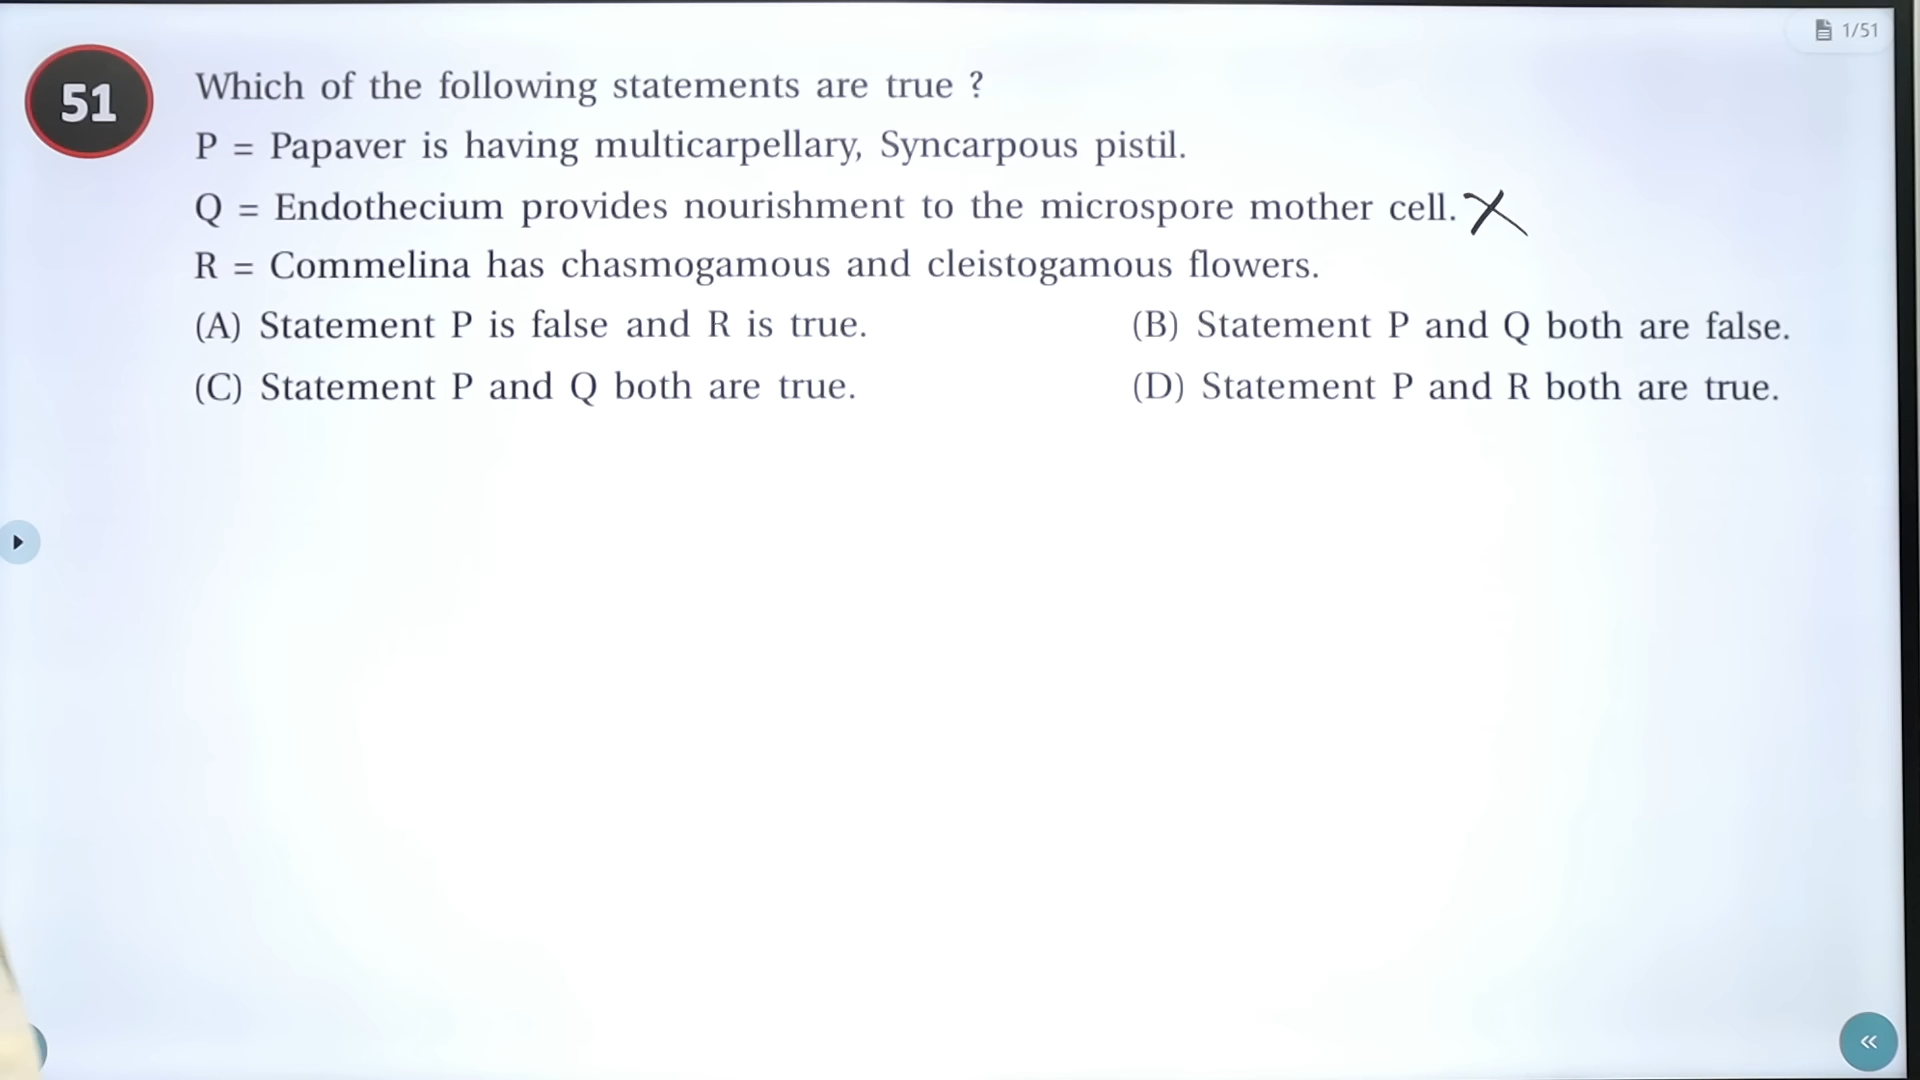 1/51
51
Which of the following statements are true ?
P = Papaver is having multicarpellary, Syncarpous pistil.
Q = Endothecium provides nourishment to the microspore mother cell. X
R = Commelina has chasmogamous and cleistogamous flowers.
(A) Statement P is false and R is true.
(B) Statement P and Q both are false.
(C) Statement P and Q both are true.
(D) Statement P and R both are true.